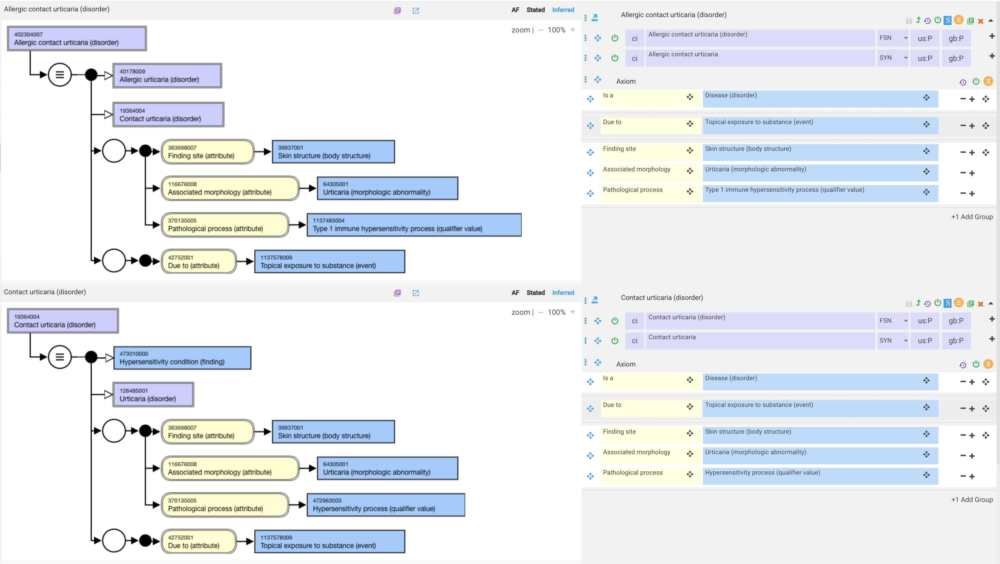 Allergic contact urticaria (disorder)
AF Stated Inferred
zoom | − 100% +
402304007
Allergic contact urticaria (disorder)
40178009
Allergic urticaria (disorder)
19364004
Contact urticaria (disorder)
363698007
Finding site (attribute)
39937001
Skin structure (body structure)
116676008
Associated morphology (attribute)
64305001
Urticaria (morphologic abnormality)
370135005
Pathological process (attribute)
1137483004
Type 1 immune hypersensitivity process (qualifier value)
42752001
Due to (attribute)
1137578009
Topical exposure to substance (event)
Allergic contact urticaria (disorder)
S
ci Allergic contact urticaria (disorder) FSN us:P gb:P
ci Allergic contact urticaria SYN us:P gb:P
Axiom
Is a Disease (disorder)
Due to Topical exposure to substance (event)
Finding site Skin structure (body structure)
Associated morphology Urticaria (morphologic abnormality)
Pathological process Type 1 immune hypersensitivity process (qualifier value)
+1 Add Group
Contact urticaria (disorder)
AF Stated Inferred
zoom | − 100% +
19364004
Contact urticaria (disorder)
473010000
Hypersensitivity condition (finding)
126485001
Urticaria (disorder)
363698007
Finding site (attribute)
39937001
Skin structure (body structure)
116676008
Associated morphology (attribute)
64305001
Urticaria (morphologic abnormality)
370135005
Pathological process (attribute)
472963003
Hypersensitivity process (qualifier value)
42752001
Due to (attribute)
1137578009
Topical exposure to substance (event)
Contact urticaria (disorder)
S
ci Contact urticaria (disorder) FSN us:P gb:P
ci Contact urticaria SYN us:P gb:P
Axiom
Is a Disease (disorder)
Due to Topical exposure to substance (event)
Finding site Skin structure (body structure)
Associated morphology Urticaria (morphologic abnormality)
Pathological process Hypersensitivity process (qualifier value)
+1 Add Group